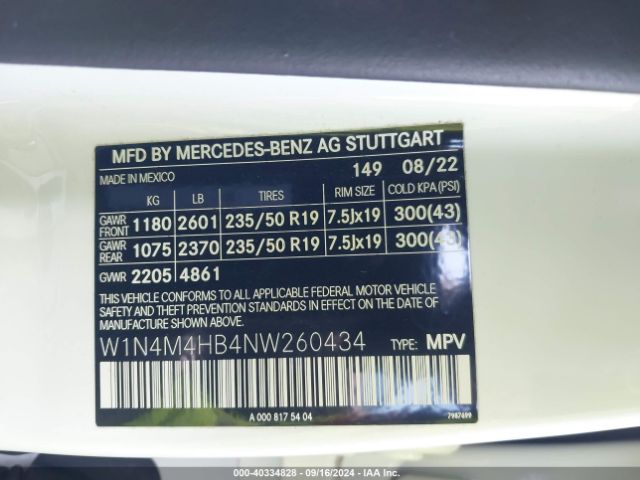 MFD BY MERCEDES-BENZ AG STUTTGART
MADE IN MEXICO 149 08/22
KG LB TIRES RIM SIZE COLD KPA(PSI)
GAWR FRONT 1180 2601 235/50 R19 7.5Jx19 300(43)
GAWR REAR 1075 2370 235/50 R19 7.5Jx19 300(43)
GVWR 2205 4861
THIS VEHICLE CONFORMS TO ALL APPLICABLE FEDERAL MOTOR VEHICLE
SAFETY AND THEFT PREVENTION STANDARDS IN EFFECT ON THE DATE
OF MANUFACTURE SHOWN ABOVE.
W1N4M4HB4NW260434 TYPE: MPV
A 000 817 54 04
7987699
000-40334828 - 09/16/2024 - IAA Inc.